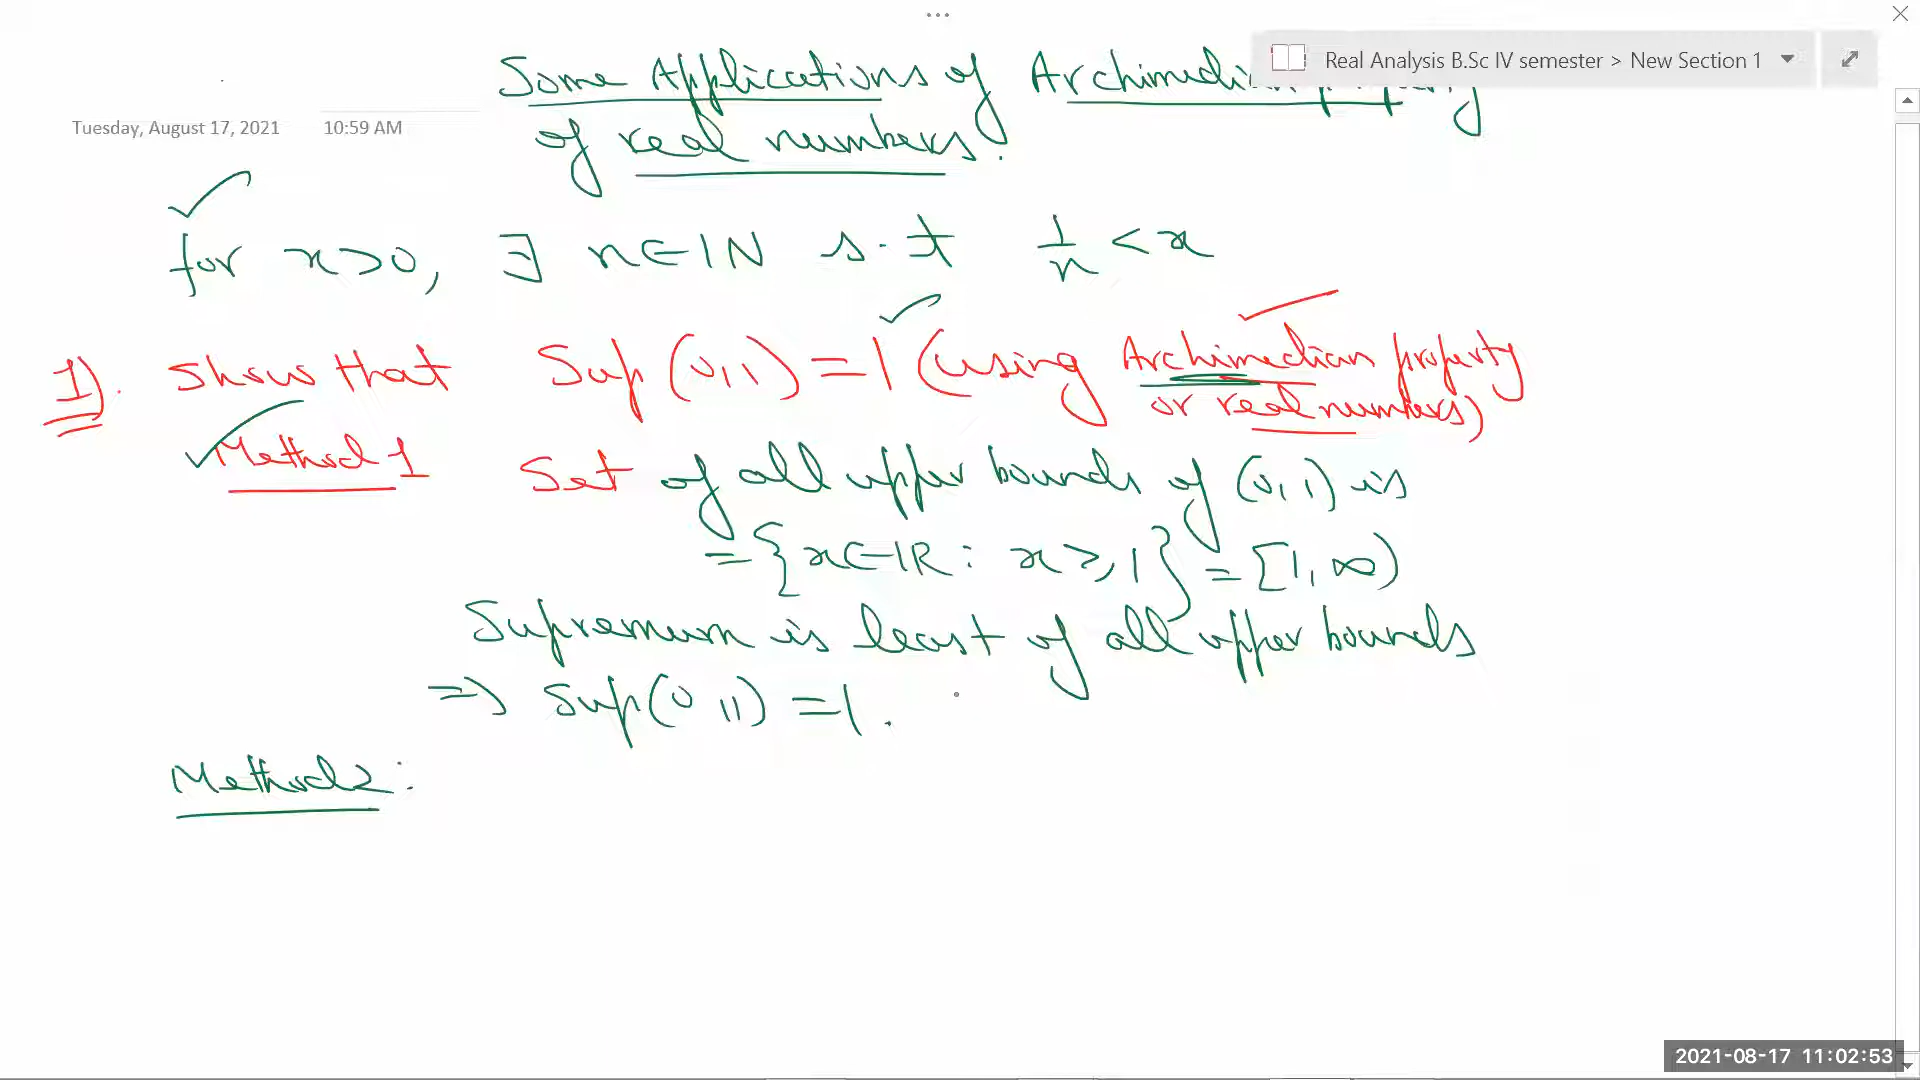 Real Analysis B.Sc IV semester > New Section 1
Some Applications of Archimedian property
of real numbers.
Tuesday, August 17, 2021 10:59 AM
for x>0, ∃ n∈IN s.t 1/n < x
1). Show that Sup (0,1) = 1 (using Archimedian property
or real numbers)
Method 1 Set of all upper bounds of (0,1) is
= {x∈IR : x ≥ 1} = [1, ∞)
Supremum is least of all upper bounds
=> Sup(0,1) = 1.
Method 2:
2021-08-17 11:02:53